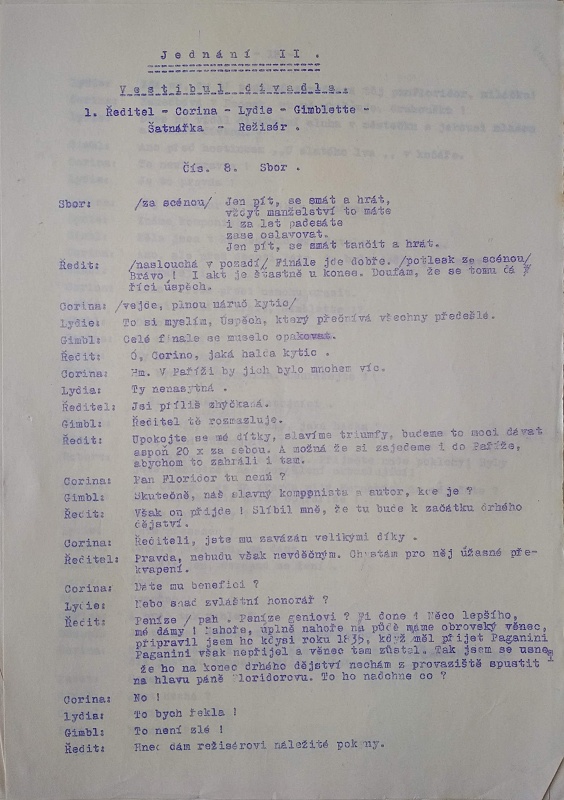 Jednání II.
Vestibul divadla.
1. Ředitel - Corina - Lydie - Gimblette -
Šatnářka - Režisér.
Čís. 8. Sbor.
Sbor: /za scénou/ Jen pít, se smát a hrát,
vždyť manželství to máte
i za let padesáte
zase oslavovat.
Jen pít, se smát tančit a hrát.
Ředit: /naslouchá v pozadí/ Finále jde dobře. /potlesk ze scénou/
Brávo ! I akt je šťastně u konce. Doufám, že se tomu dá
říci úspěch.
Corina: /vejde, plnou náruč kytic/
Lydie: To si myslím, úspěch, který přečnívá všechny předešlé.
Gimbl: Celé finale se muselo opakovat.
Ředit: Ó, Corino, jaká halda kytic .
Corina: Hm. V Paříži by jich bylo mnohem víc.
Lydia: Ty nenasytná .
Ředitel: Jsi příliš zhýčkaná.
Gimbl: Ředitel tě rozmazluje.
Ředit: Upokojte se mé dítky, slavíme triumfy, budeme to moci dávat
aspoň 20 x za sebou. A možná že si zajedeme i do Paříže,
abychom to zahráli i tam.
Corina: Pan Floridor tu není ?
Gimbl: Skutečně, náš slavný komponista a autor, kde je ?
Ředit: Však on přijde ! Slíbil mně, že tu bude k začátku druhého
dějství.
Corina: Řediteli, jste mu zavázán velikými díky .
Ředitel: Pravda, nebudu však nevděčným. Chystám pro něj úžasné pře-
kvapení.
Corina: Dáte mu benefici ?
Lydie: Nebo snad zvláštní honorář ?
Ředit: Peníze / pah . Peníze geniovi ? Fi done ! Něco lepšího,
mé dámy ! Nahoře, úplně nahoře na půdě máme obrovský věnec,
připravil jsem ho kdysi roku 1835, když měl přijet Paganini
Paganini však nepřijel a věnec tam zůstal. Tak jsem se usnesl
že ho na konec druhého dějství nechám z provaziště spustit
na hlavu páně Floridorovu. To ho nadchne co ?
Corina: No !
Lydia: To bych řekla !
Gimbl: To není zlé !
Ředit: Hned dám režisérovi náležité pokyny.